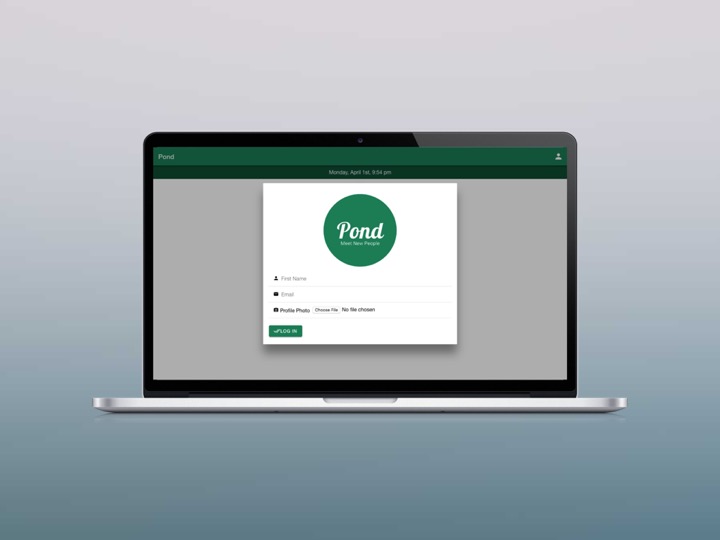 Pond
Monday, April 1st, 9:54 pm
Pond
Meet New People
First Name
Email
Profile Photo Choose File No file chosen
LOG IN